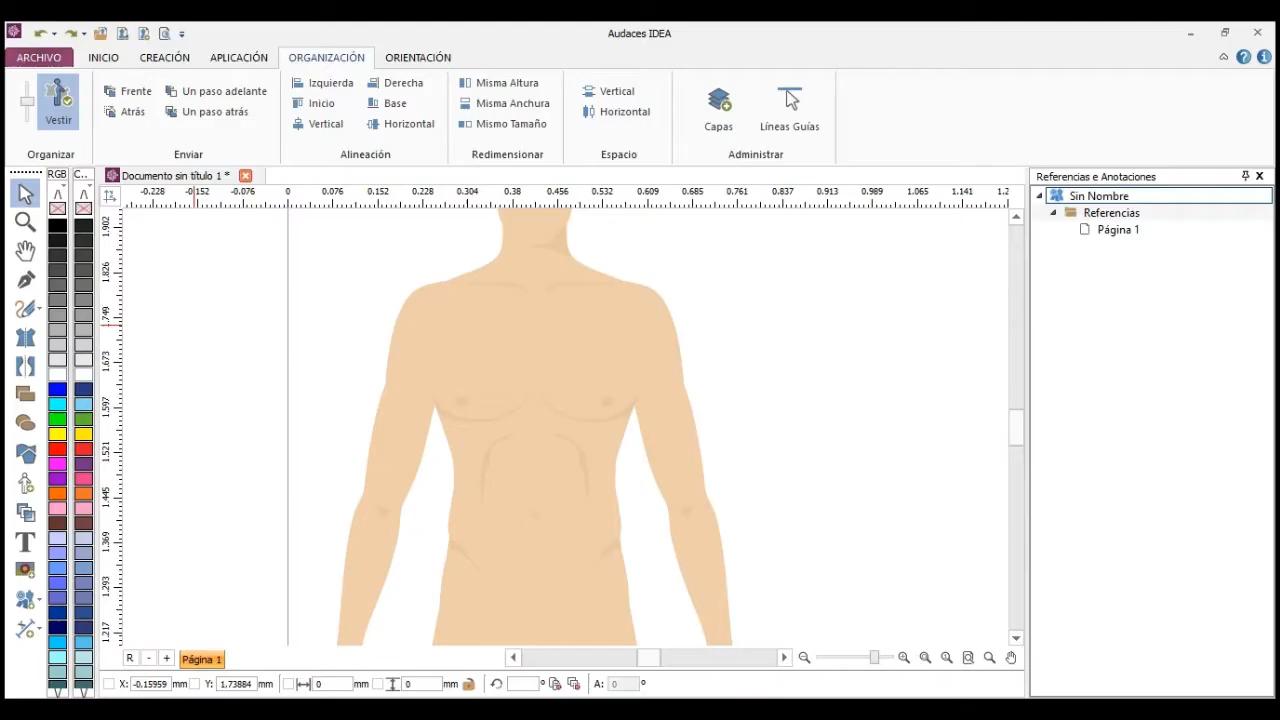 Audaces IDEA
ARCHIVO INICIO CREACIÓN APLICACIÓN ORGANIZACIÓN ORIENTACIÓN
Vestir
Organizar
Frente Un paso adelante
Atrás Un paso atrás
Enviar
Izquierda Derecha
Inicio Base
Vertical Horizontal
Alineación
Misma Altura
Misma Anchura
Mismo Tamaño
Redimensionar
Vertical
Horizontal
Espacio
Capas Líneas Guías
Administrar
RGB C...
Documento sin título 1 *
-0.228 -0.152 -0.076 0 0.076 0.152 0.228 0.304 0.38 0.456 0.532 0.609 0.685 0.761 0.837 0.913 0.989 1.065 1.141 1.2
1.902
1.826
1.749
1.673
1.597
1.521
1.445
1.369
1.293
1.217
Referencias e Anotaciones
Sin Nombre
Referencias
Página 1
R - + Página 1
X: -0.15959 mm Y: 1.73884 mm 0 mm 0 mm º A: 0 º